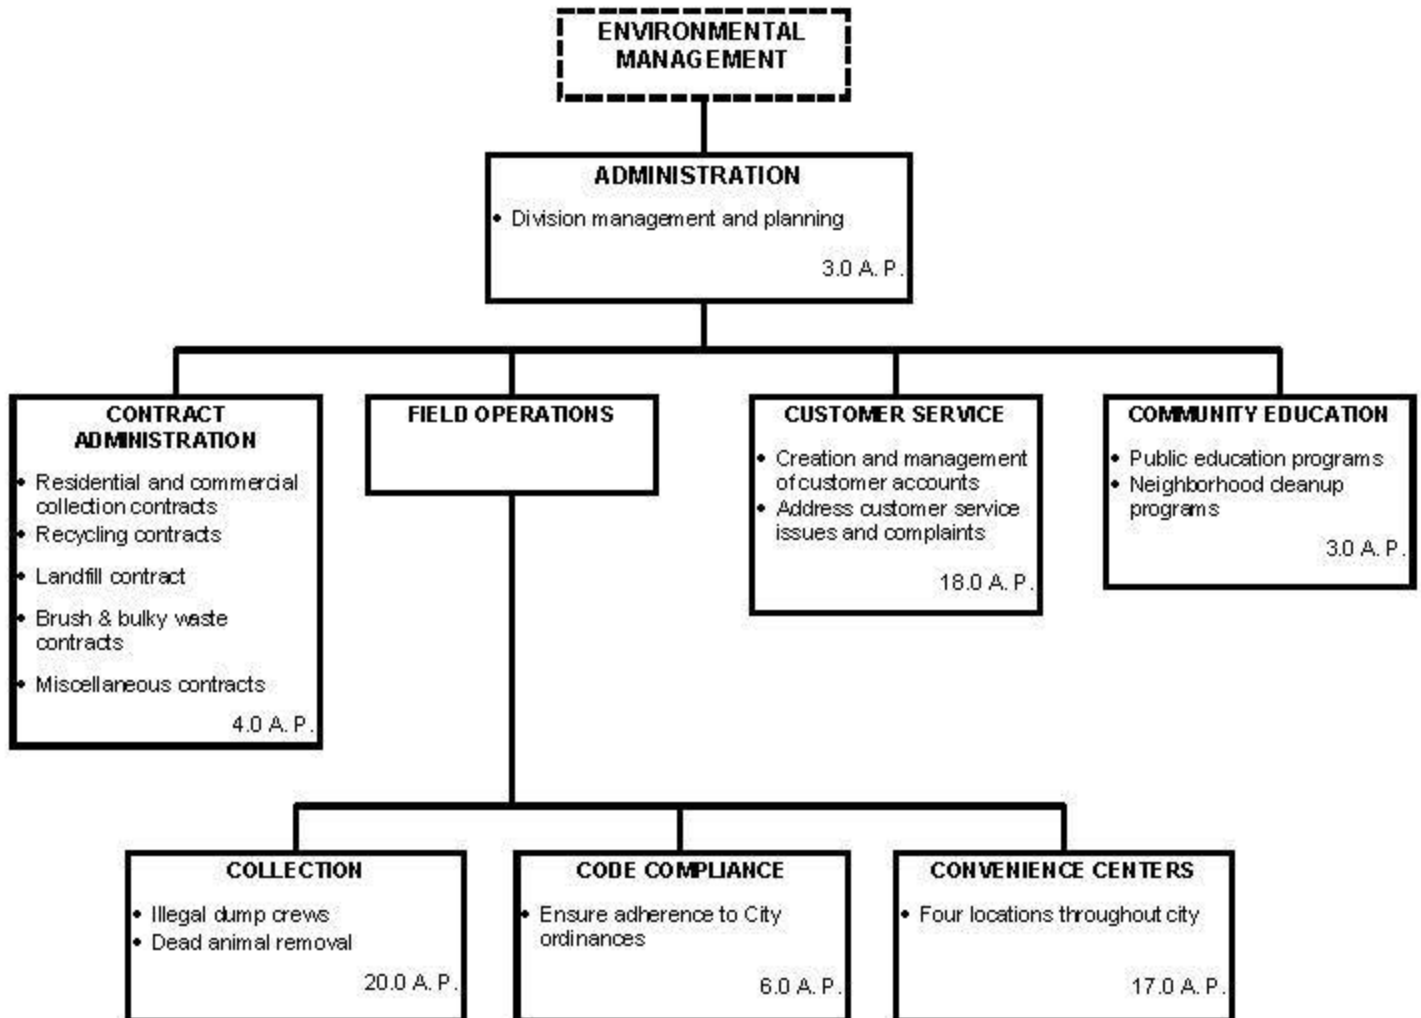 ENVIRONMENTAL
MANAGEMENT
ADMINISTRATION
• Division management and planning
3.0 A. P.
CONTRACT
ADMINISTRATION
• Residential and commercial
collection contracts
• Recycling contracts
• Landfill contract
• Brush & bulky waste
contracts
• Miscellaneous contracts
4.0 A. P.
FIELD OPERATIONS
CUSTOMER SERVICE
• Creation and management
of customer accounts
• Address customer service
issues and complaints
18.0 A. P.
COMMUNITY EDUCATION
• Public education programs
• Neighborhood cleanup
programs
3.0 A. P.
COLLECTION
• Illegal dump crews
• Dead animal removal
20.0 A. P.
CODE COMPLIANCE
• Ensure adherence to City
ordinances
6.0 A. P.
CONVENIENCE CENTERS
• Four locations throughout city
17.0 A. P.